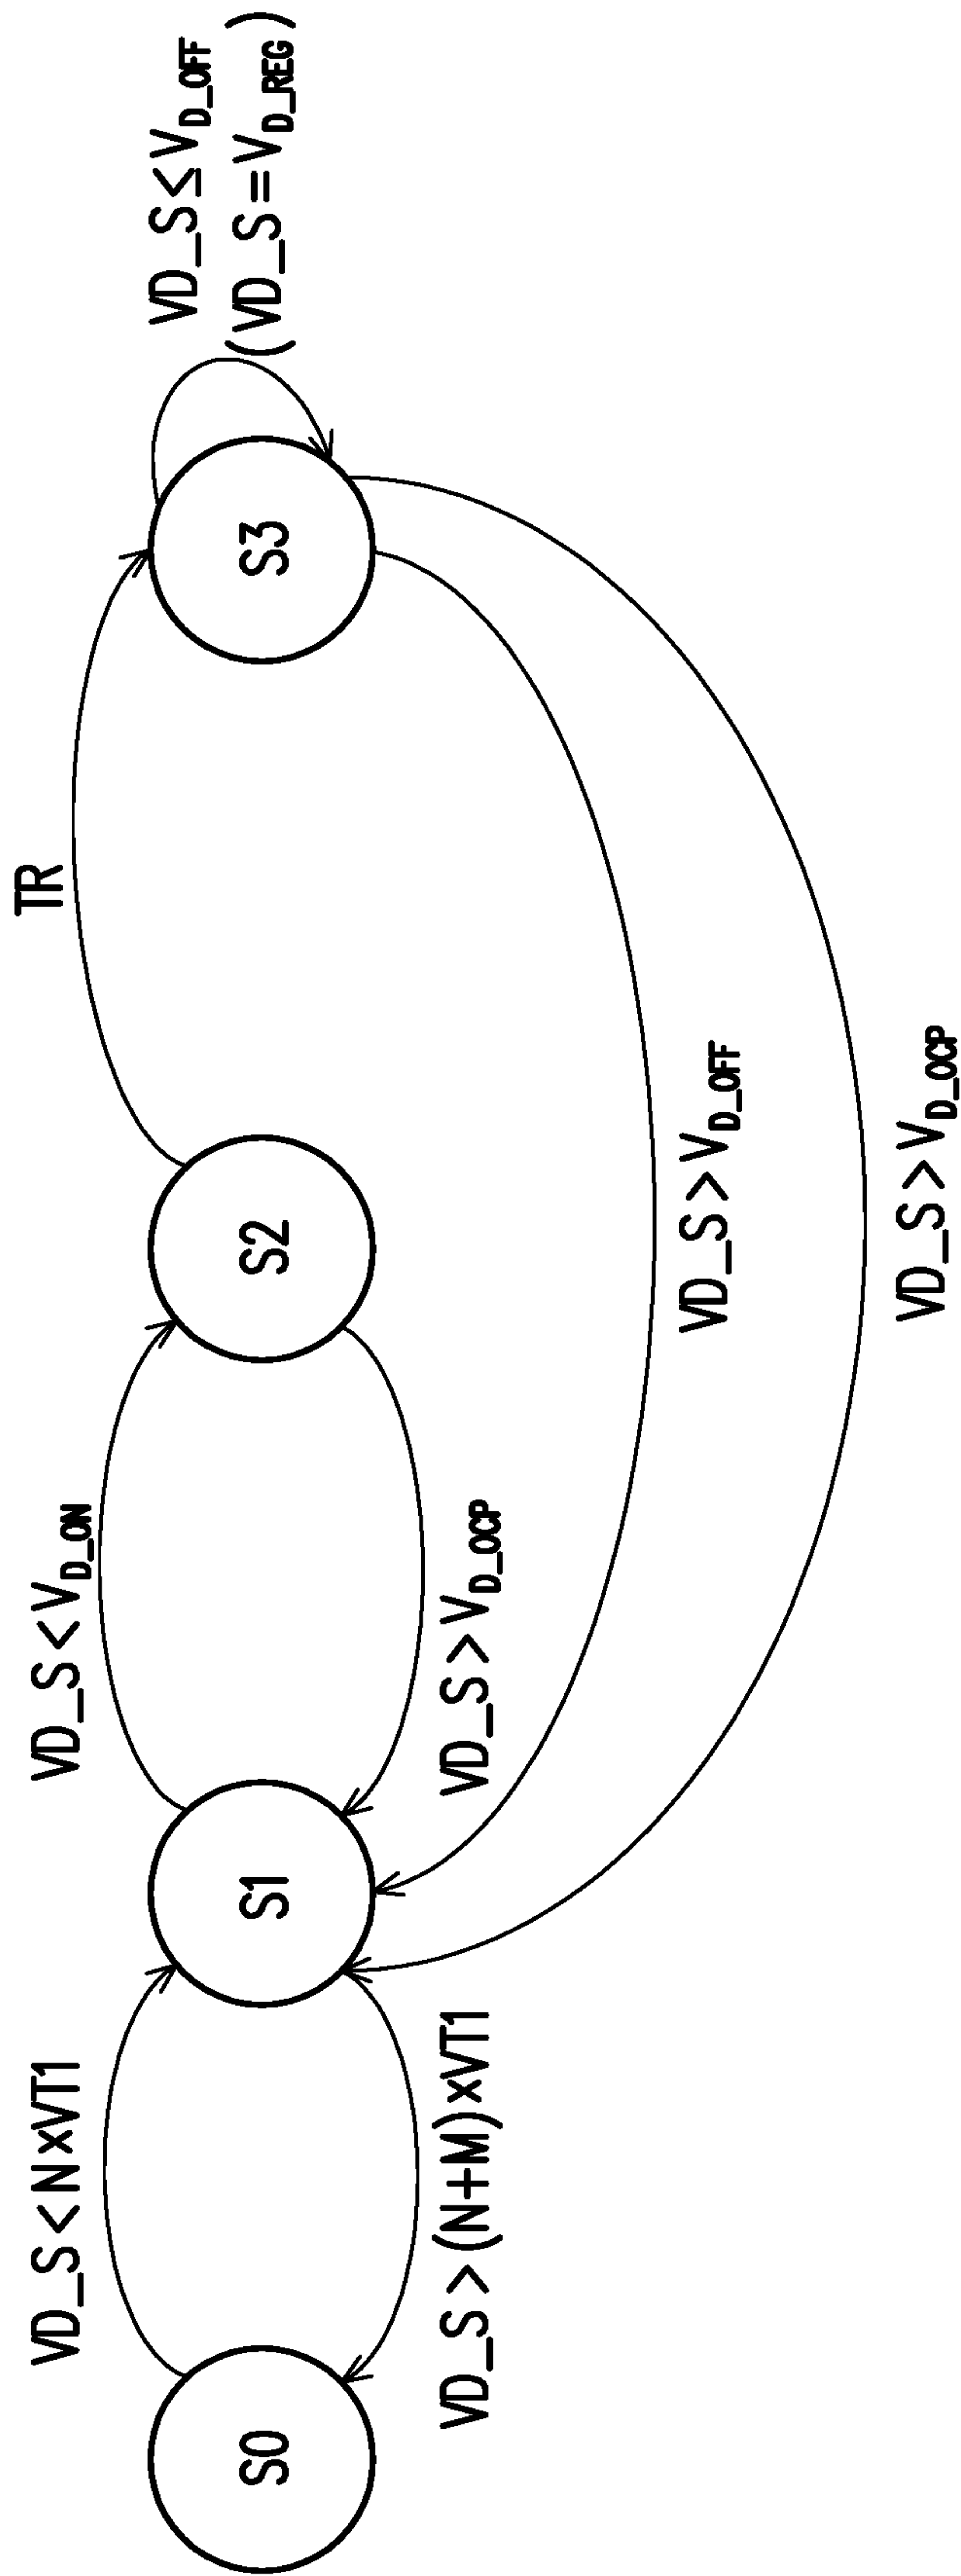 VD_S<N×VT1
VD_S<V_D_ON
TR
VD_S≤V_D_OFF
(VD_S=V_D_REG)
S0
S1
S2
S3
VD_S>(N+M)×VT1
VD_S>V_D_OCP
VD_S>V_D_OFF
VD_S>V_D_OCP